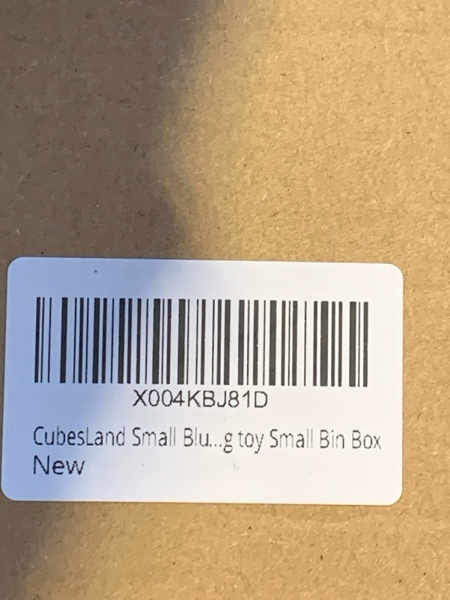 X004KBJ81D
CubesLand Small Blu...g toy Small Bin Box
New